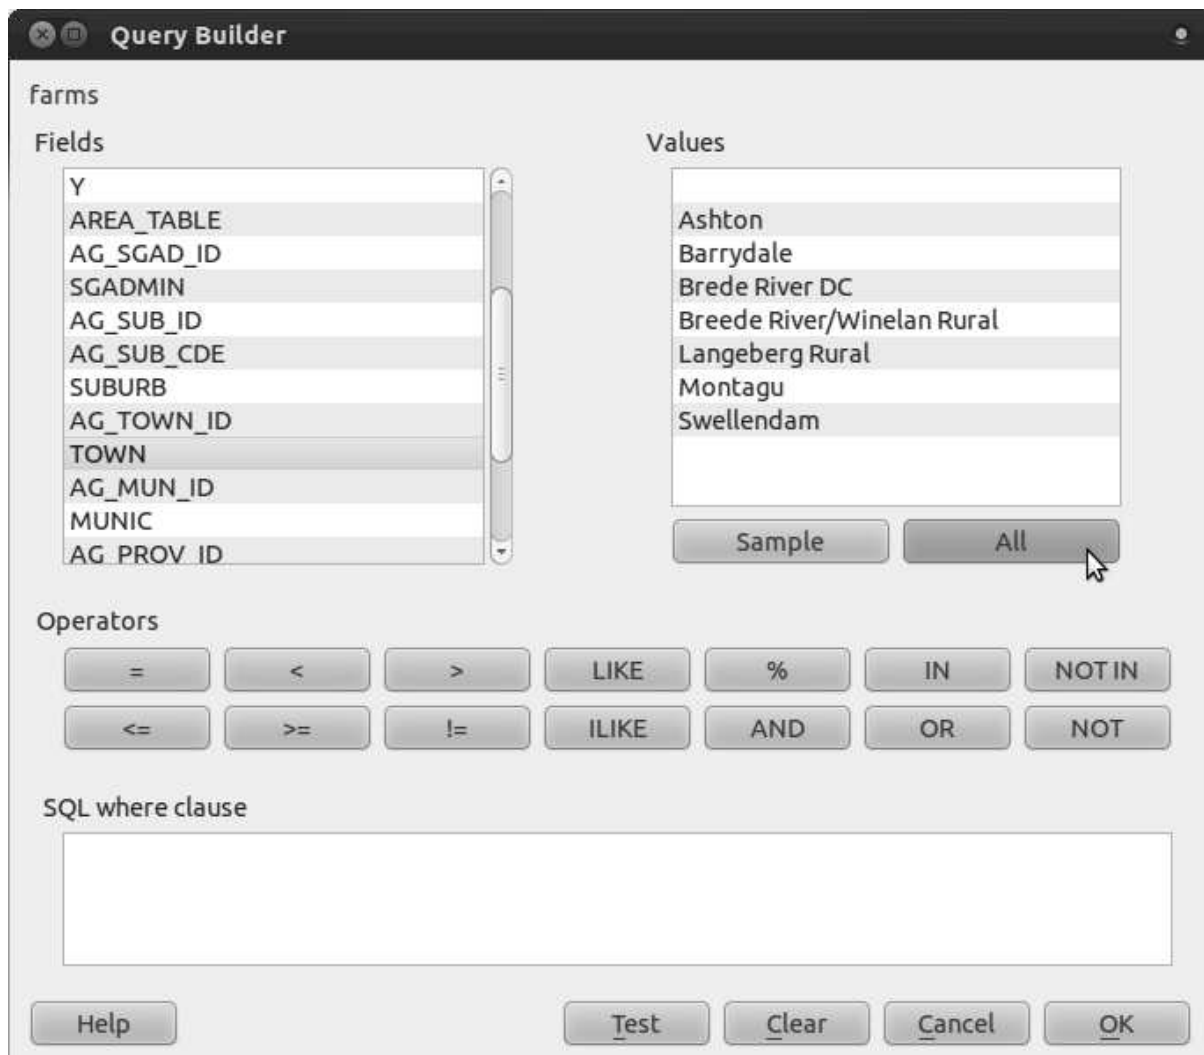 Query Builder
farms
Fields
Values
Y
AREA_TABLE
AG_SGAD_ID
SGADMIN
AG_SUB_ID
AG_SUB_CDE
SUBURB
AG_TOWN_ID
TOWN
AG_MUN_ID
MUNIC
AG_PROV_ID
Ashton
Barrydale
Brede River DC
Breede River/Winelan Rural
Langeberg Rural
Montagu
Swellendam
Sample All
Operators
= < > LIKE % IN NOT IN
<= >= != ILIKE AND OR NOT
SQL where clause
Help Test Clear Cancel OK